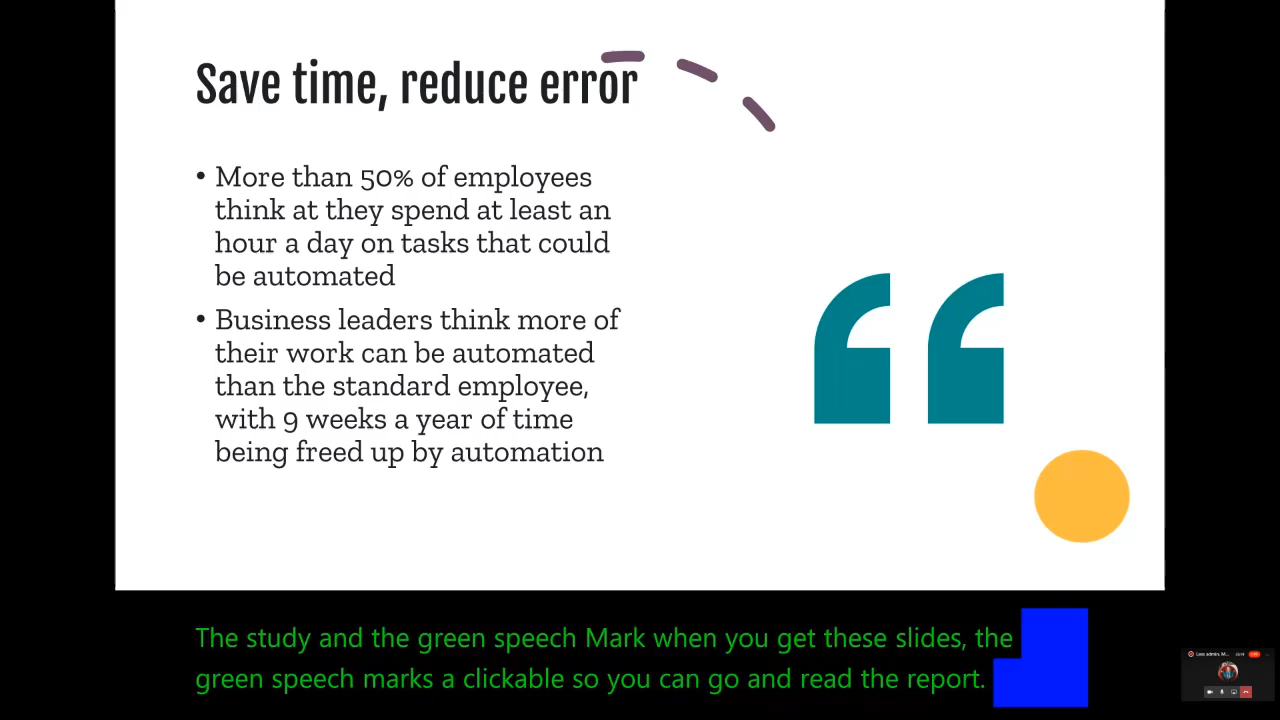 Save time, reduce error
• More than 50% of employees
think at they spend at least an
hour a day on tasks that could
be automated
• Business leaders think more of
their work can be automated
than the standard employee,
with 9 weeks a year of time
being freed up by automation
The study and the green speech Mark when you get these slides, the
green speech marks a clickable so you can go and read the report.